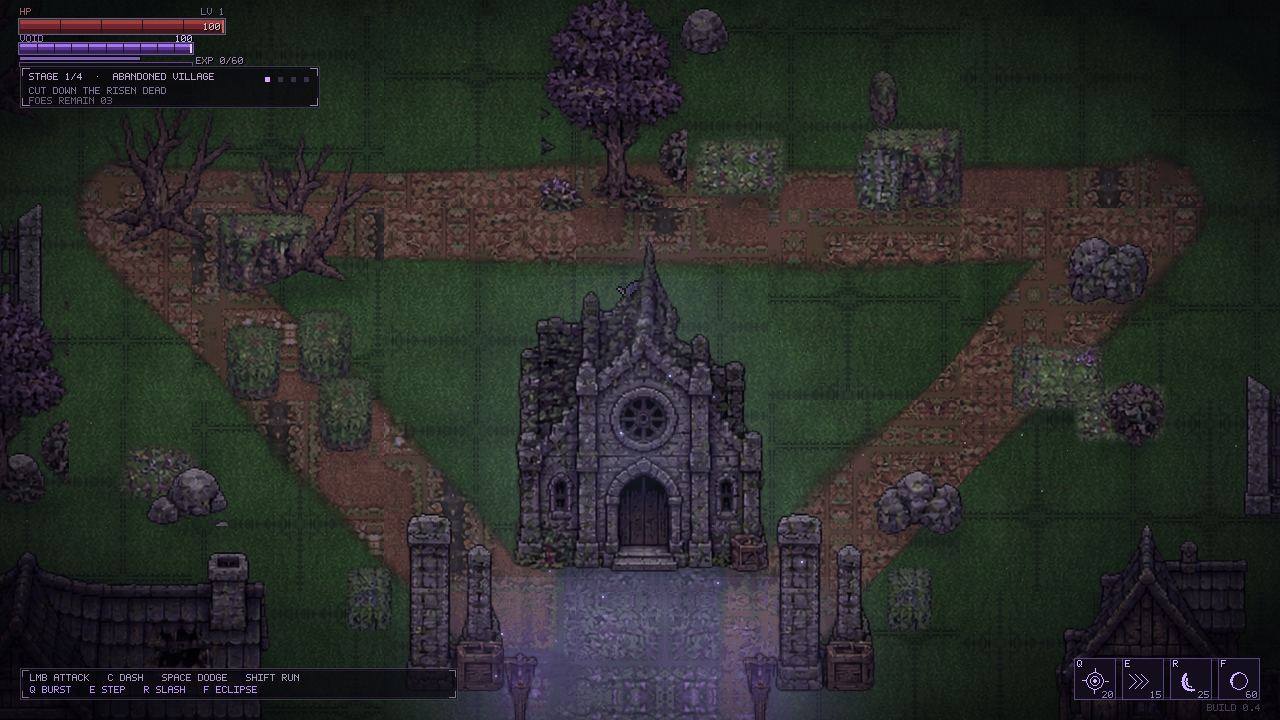 HP LV 1
100
VOID 100
EXP 0/60
STAGE 1/4 · ABANDONED VILLAGE
CUT DOWN THE RISEN DEAD
FOES REMAIN 03
LMB ATTACK C DASH SPACE DODGE SHIFT RUN
Q BURST E STEP R SLASH F ECLIPSE
Q E R F
20 15 25 60
BUILD 0.4